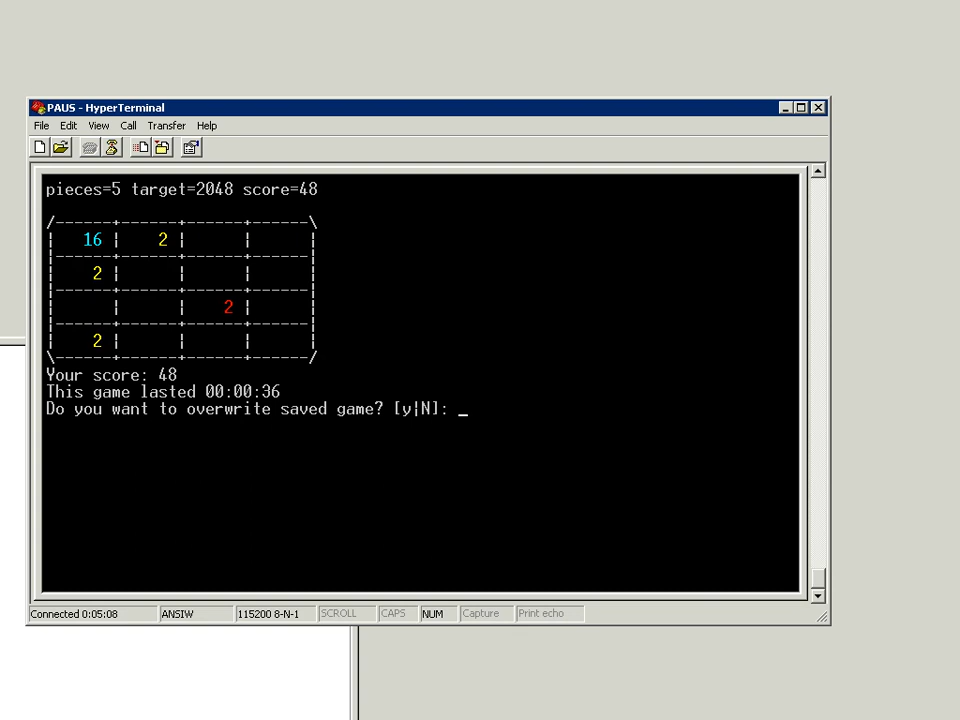 PAUS - HyperTerminal
File Edit View Call Transfer Help
pieces=5 target=2048 score=48
/------+------+------+------\
|   16 |    2 |      |      |
|------+------+------+------|
|    2 |      |      |      |
|------+------+------+------|
|      |      |    2 |      |
|------+------+------+------|
|    2 |      |      |      |
\------+------+------+------/
Your score: 48
This game lasted 00:00:36
Do you want to overwrite saved game? [y|N]: _
Connected 0:05:08 ANSIW 115200 8-N-1 SCROLL CAPS NUM Capture Print echo